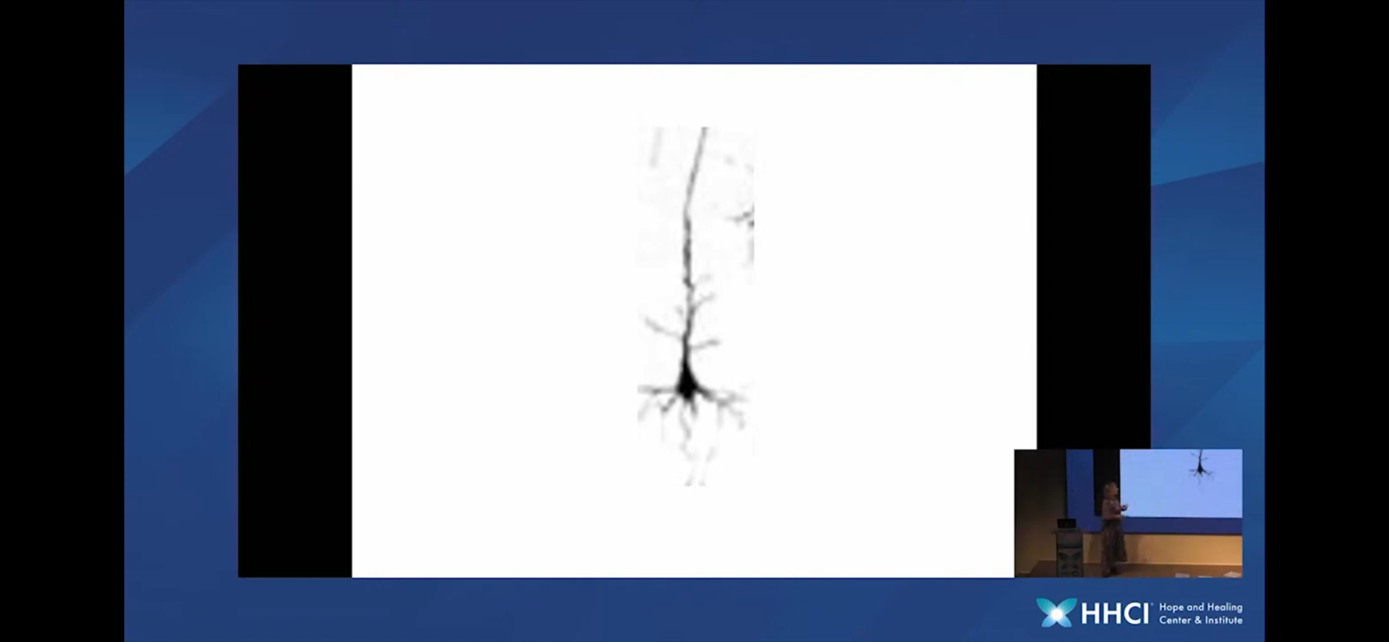 HHCI
Hope and Healing
Center & Institute